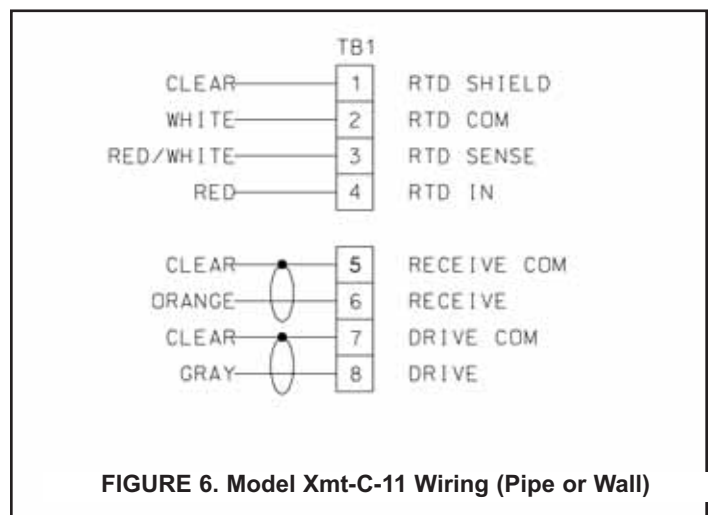 TB1
CLEAR 1 RTD SHIELD
WHITE 2 RTD COM
RED/WHITE 3 RTD SENSE
RED 4 RTD IN
CLEAR 5 RECEIVE COM
ORANGE 6 RECEIVE
CLEAR 7 DRIVE COM
GRAY 8 DRIVE
FIGURE 6. Model Xmt-C-11 Wiring (Pipe or Wall)